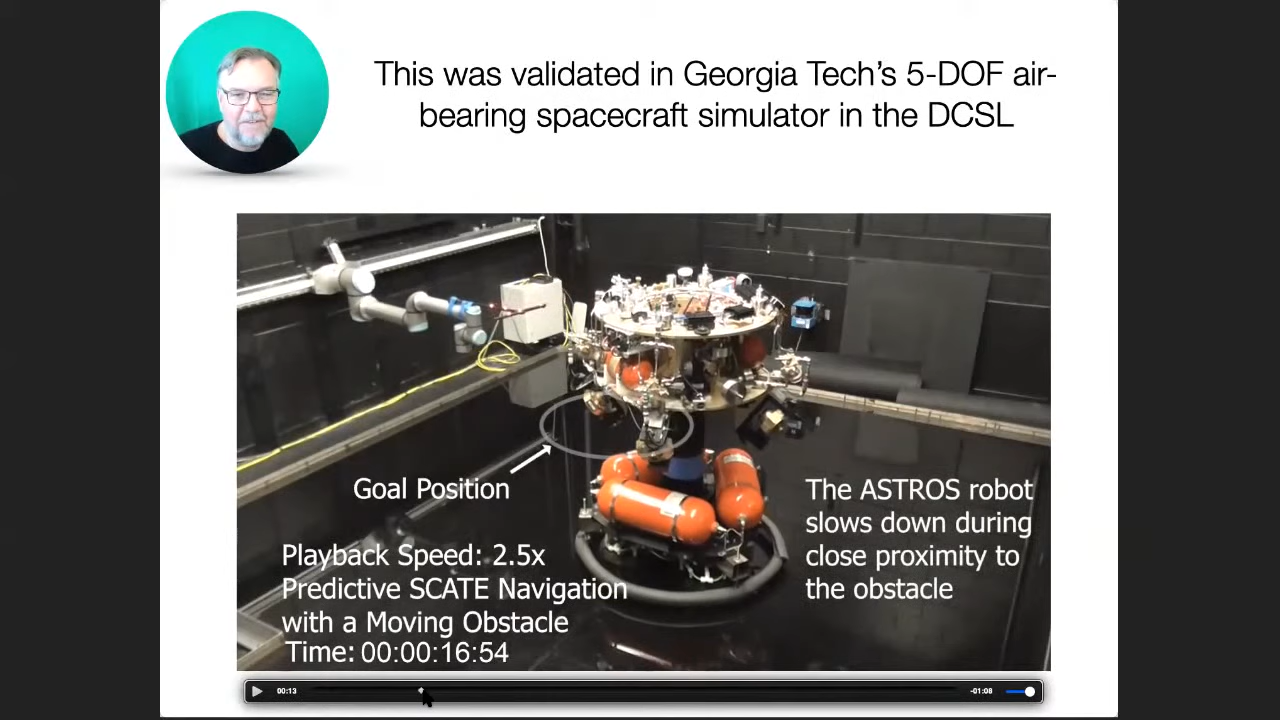 This was validated in Georgia Tech's 5-DOF air-
bearing spacecraft simulator in the DCSL
Goal Position
The ASTROS robot
slows down during
close proximity to
the obstacle
Playback Speed: 2.5x
Predictive SCATE Navigation
with a Moving Obstacle
Time: 00:00:16:54
00:13
-01:08